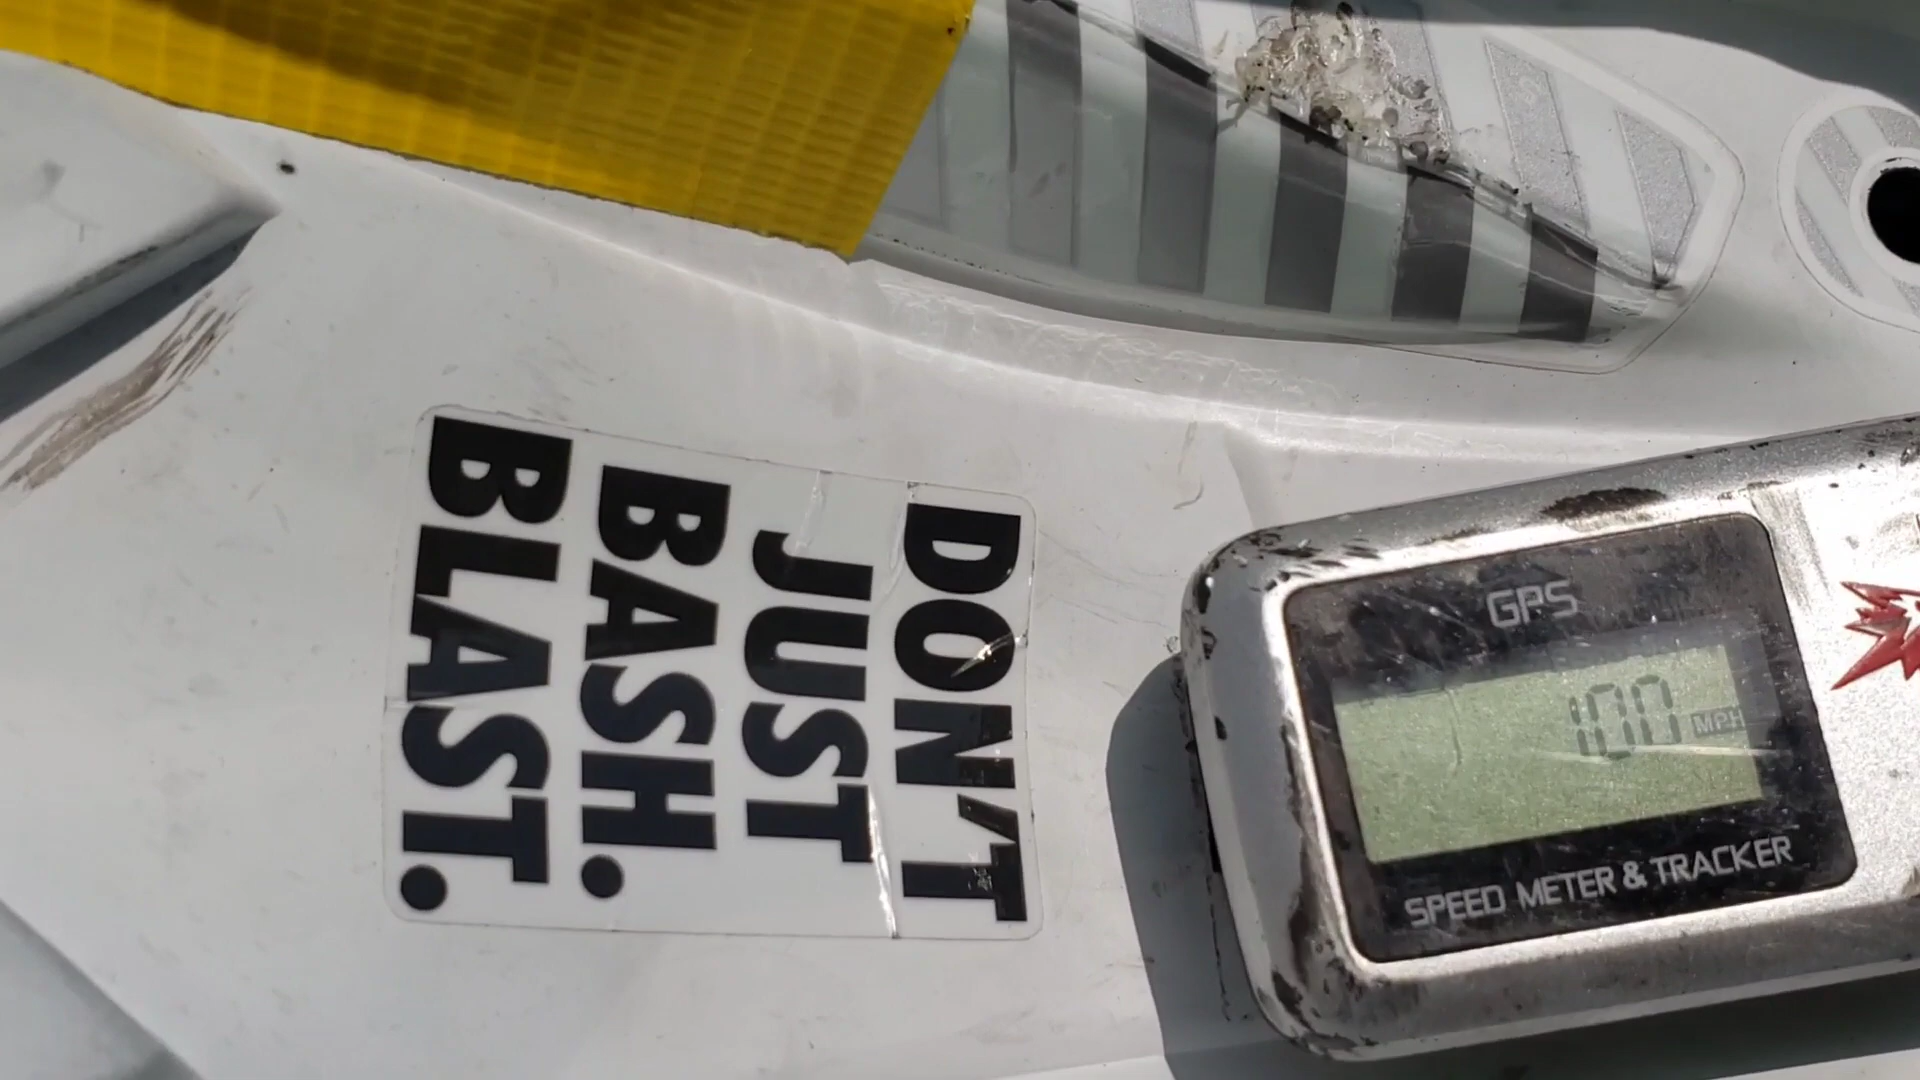 DON'T
JUST
BASH.
BLAST.
GPS
100 MPH
SPEED METER & TRACKER